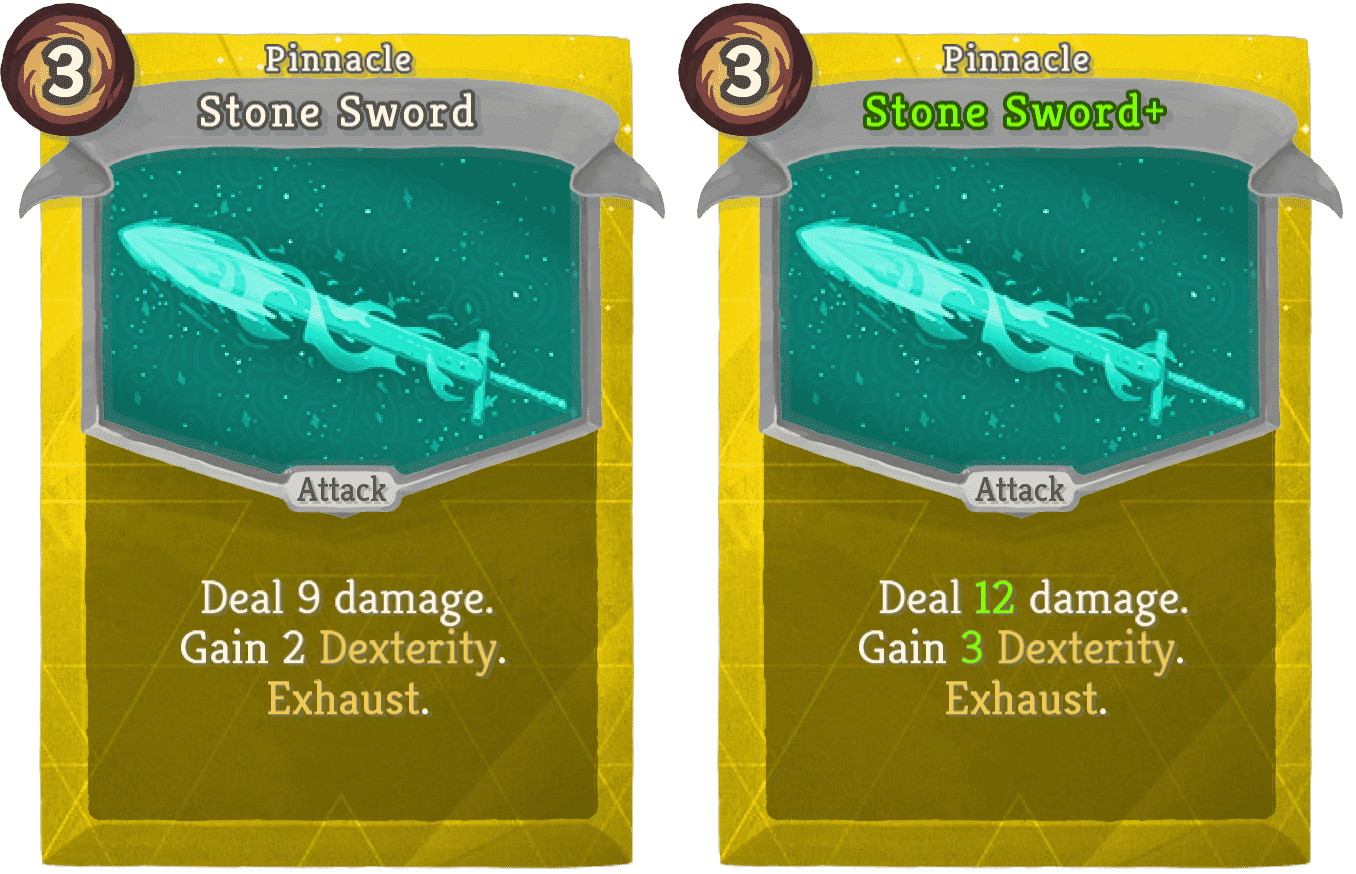 3
Pinnacle
Stone Sword
Attack
Deal 9 damage.
Gain 2 Dexterity.
Exhaust.
3
Pinnacle
Stone Sword+
Attack
Deal 12 damage.
Gain 3 Dexterity.
Exhaust.